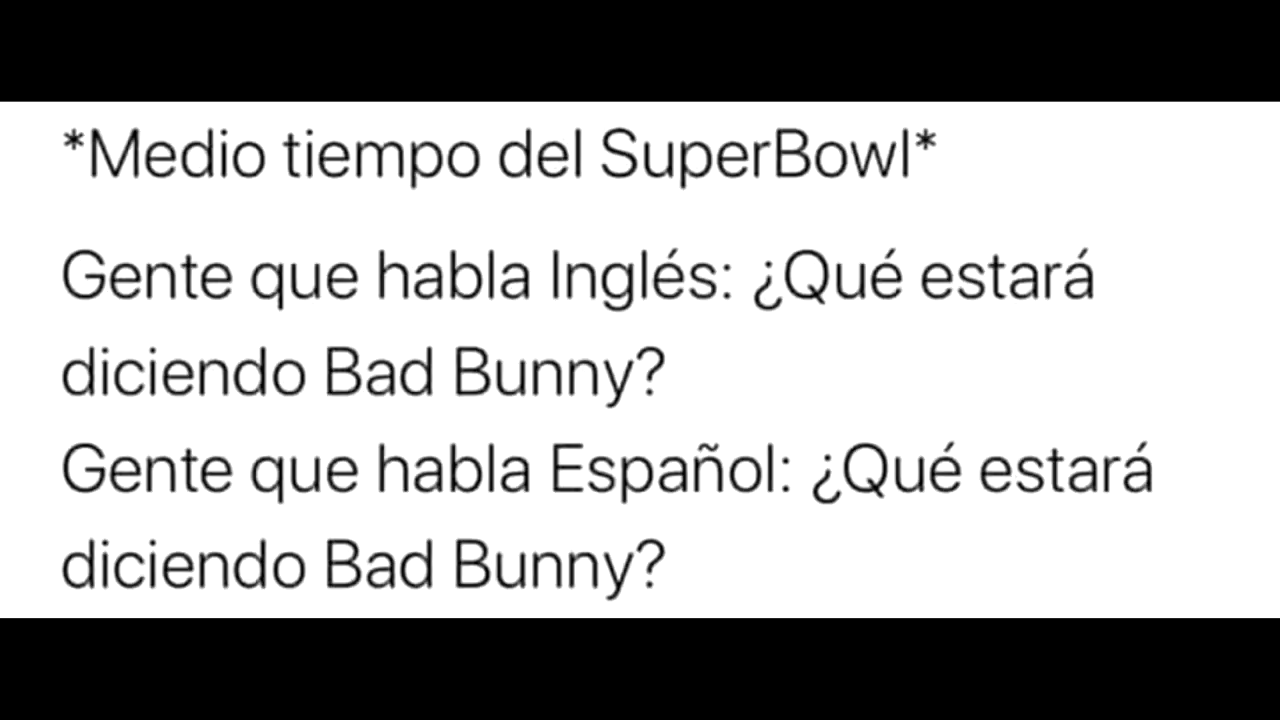 *Medio tiempo del SuperBowl*
Gente que habla Inglés: ¿Qué estará
diciendo Bad Bunny?
Gente que habla Español: ¿Qué estará
diciendo Bad Bunny?